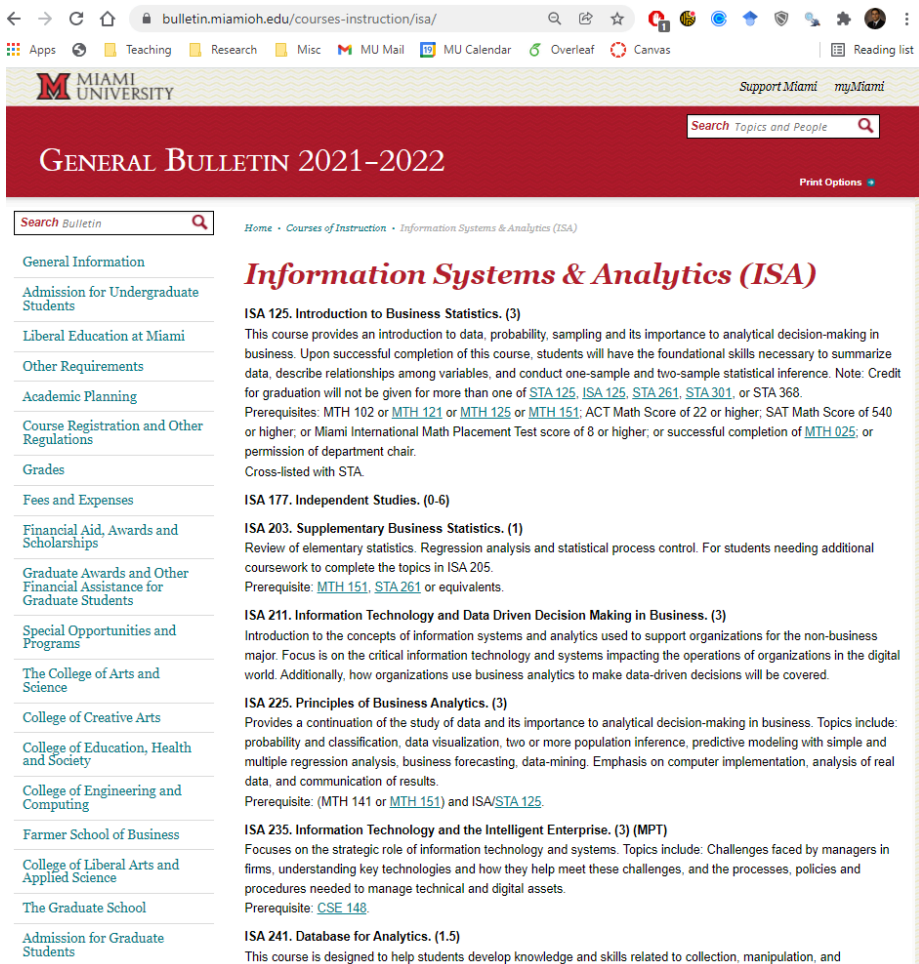 bulletin.miamioh.edu/courses-instruction/isa/
1
Apps
Teaching
Research
Misc
MU Mail
19 MU Calendar
Overleaf
Canvas
Reading list
MIAMI
UNIVERSITY
Support Miami myMiami
Search Topics and People
GENERAL BULLETIN 2021–2022
Print Options
Search Bulletin
General Information
Admission for Undergraduate
Students
Liberal Education at Miami
Other Requirements
Academic Planning
Course Registration and Other
Regulations
Grades
Fees and Expenses
Financial Aid, Awards and
Scholarships
Graduate Awards and Other
Financial Assistance for
Graduate Students
Special Opportunities and
Programs
The College of Arts and
Science
College of Creative Arts
College of Education, Health
and Society
College of Engineering and
Computing
Farmer School of Business
College of Liberal Arts and
Applied Science
The Graduate School
Admission for Graduate
Students
Home • Courses of Instruction • Information Systems & Analytics (ISA)
Information Systems & Analytics (ISA)
ISA 125. Introduction to Business Statistics. (3)
This course provides an introduction to data, probability, sampling and its importance to analytical decision-making in
business. Upon successful completion of this course, students will have the foundational skills necessary to summarize
data, describe relationships among variables, and conduct one-sample and two-sample statistical inference. Note: Credit
for graduation will not be given for more than one of STA 125, ISA 125, STA 261, STA 301, or STA 368.
Prerequisites: MTH 102 or MTH 121 or MTH 125 or MTH 151; ACT Math Score of 22 or higher; SAT Math Score of 540
or higher; or Miami International Math Placement Test score of 8 or higher; or successful completion of MTH 025; or
permission of department chair.
Cross-listed with STA.
ISA 177. Independent Studies. (0-6)
ISA 203. Supplementary Business Statistics. (1)
Review of elementary statistics. Regression analysis and statistical process control. For students needing additional
coursework to complete the topics in ISA 205.
Prerequisite: MTH 151, STA 261 or equivalents.
ISA 211. Information Technology and Data Driven Decision Making in Business. (3)
Introduction to the concepts of information systems and analytics used to support organizations for the non-business
major. Focus is on the critical information technology and systems impacting the operations of organizations in the digital
world. Additionally, how organizations use business analytics to make data-driven decisions will be covered.
ISA 225. Principles of Business Analytics. (3)
Provides a continuation of the study of data and its importance to analytical decision-making in business. Topics include:
probability and classification, data visualization, two or more population inference, predictive modeling with simple and
multiple regression analysis, business forecasting, data-mining. Emphasis on computer implementation, analysis of real
data, and communication of results.
Prerequisite: (MTH 141 or MTH 151) and ISA/STA 125.
ISA 235. Information Technology and the Intelligent Enterprise. (3) (MPT)
Focuses on the strategic role of information technology and systems. Topics include: Challenges faced by managers in
firms, understanding key technologies and how they help meet these challenges, and the processes, policies and
procedures needed to manage technical and digital assets.
Prerequisite: CSE 148.
ISA 241. Database for Analytics. (1.5)
This course is designed to help students develop knowledge and skills related to collection, manipulation, and